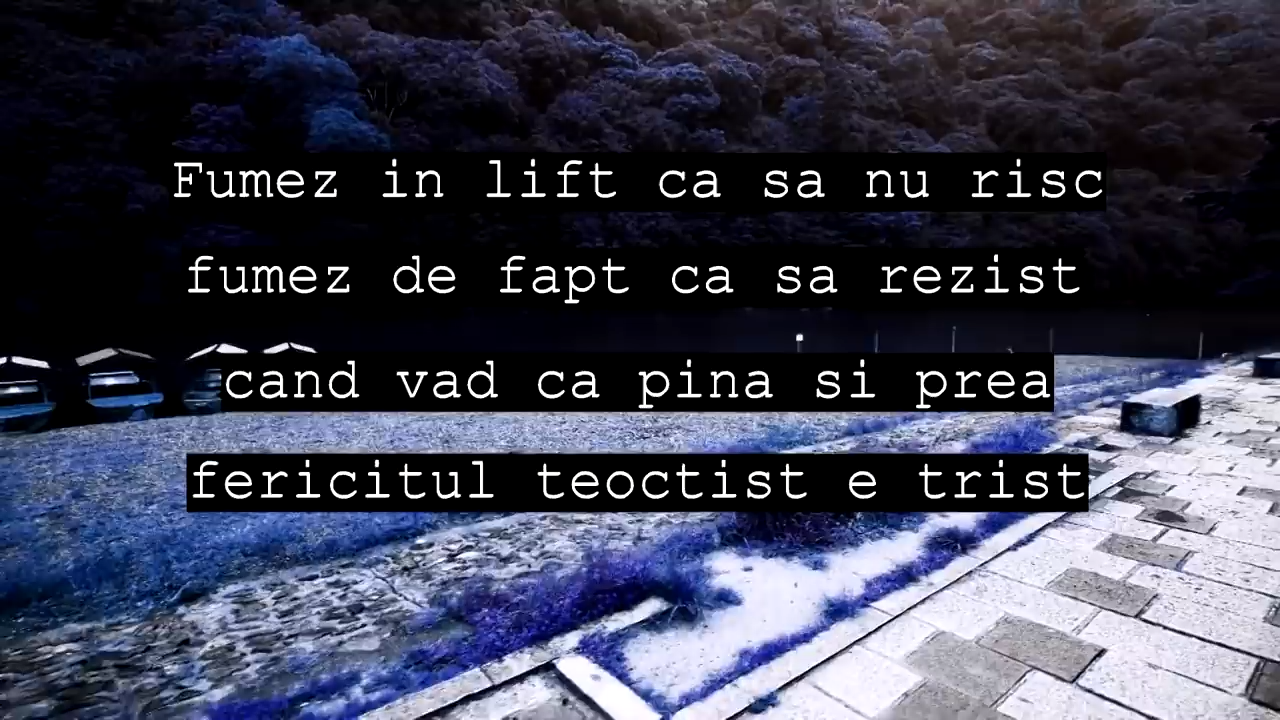 Fumez in lift ca sa nu risc
fumez de fapt ca sa rezist
cand vad ca pina si prea
fericitul teoctist e trist